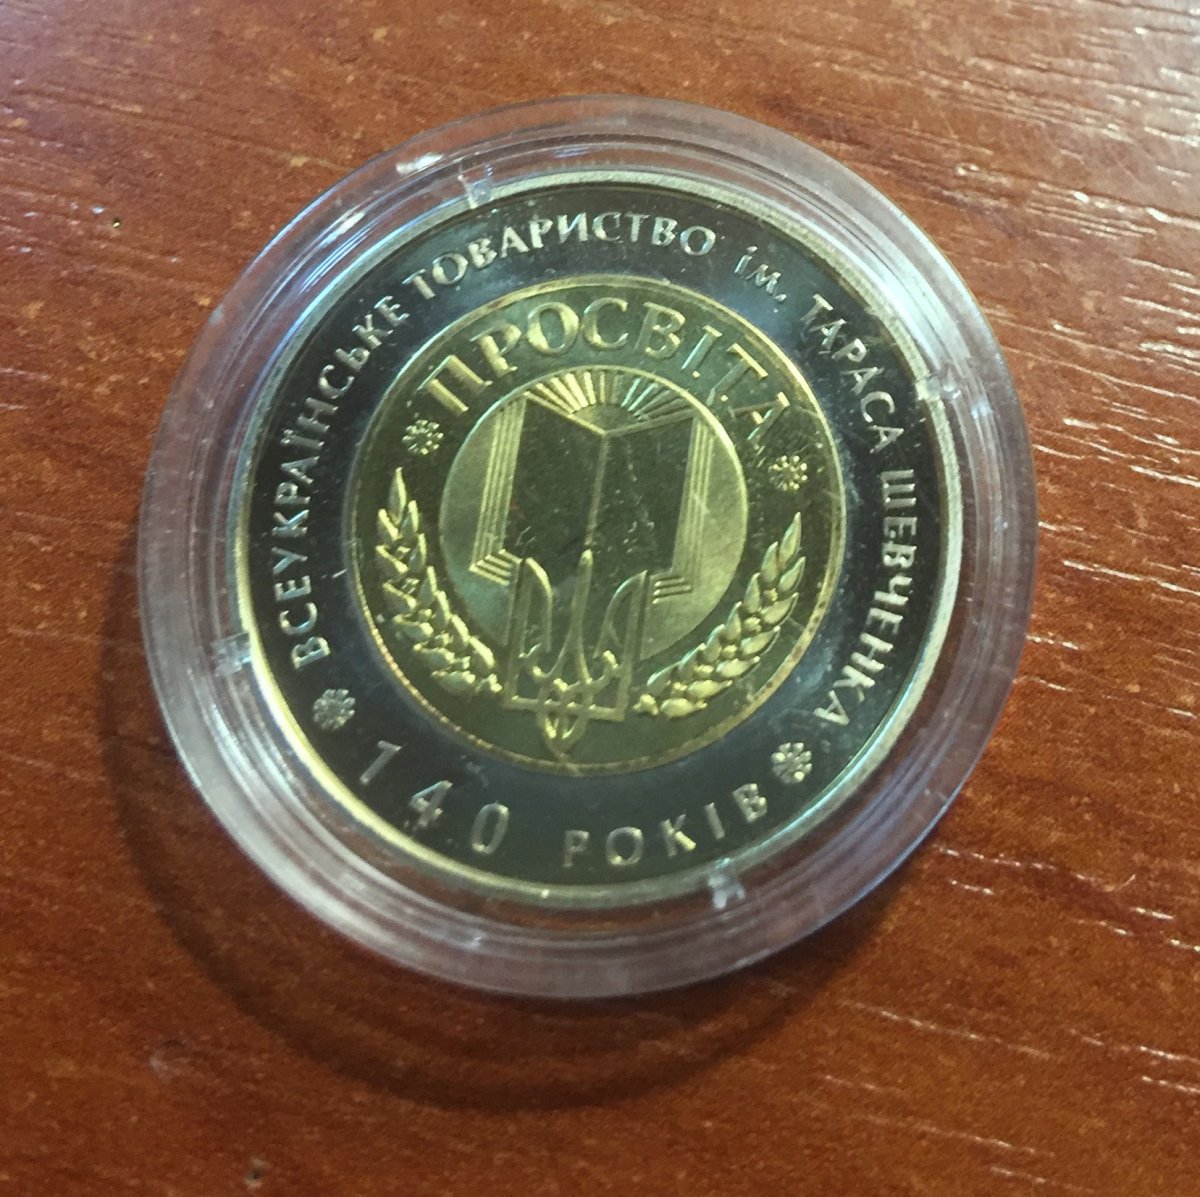 ВСЕУКРАЇНСЬКЕ ТОВАРИСТВО ім. ТАРАСА ШЕВЧЕНКА
ПРОСВІТА
140 РОКІВ